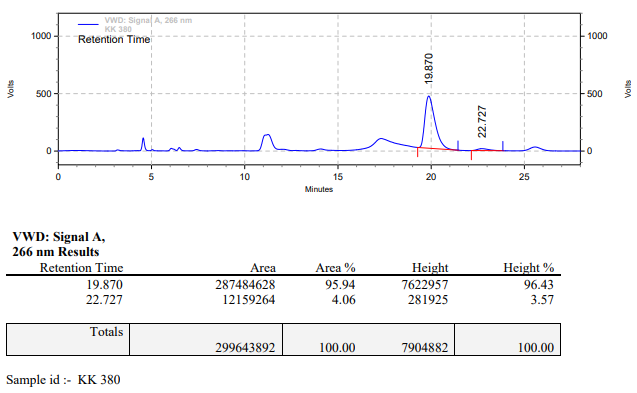 VWD: Signal A, 266 nm
KK 380
Retention Time
1000
500
0
Volts
19.870
22.727
1000
500
0
Volts
0 5 10 15 20 25
Minutes
VWD: Signal A,
266 nm Results
Retention Time Area Area % Height Height %
19.870 287484628 95.94 7622957 96.43
22.727 12159264 4.06 281925 3.57
Totals
299643892 100.00 7904882 100.00
Sample id :- KK 380